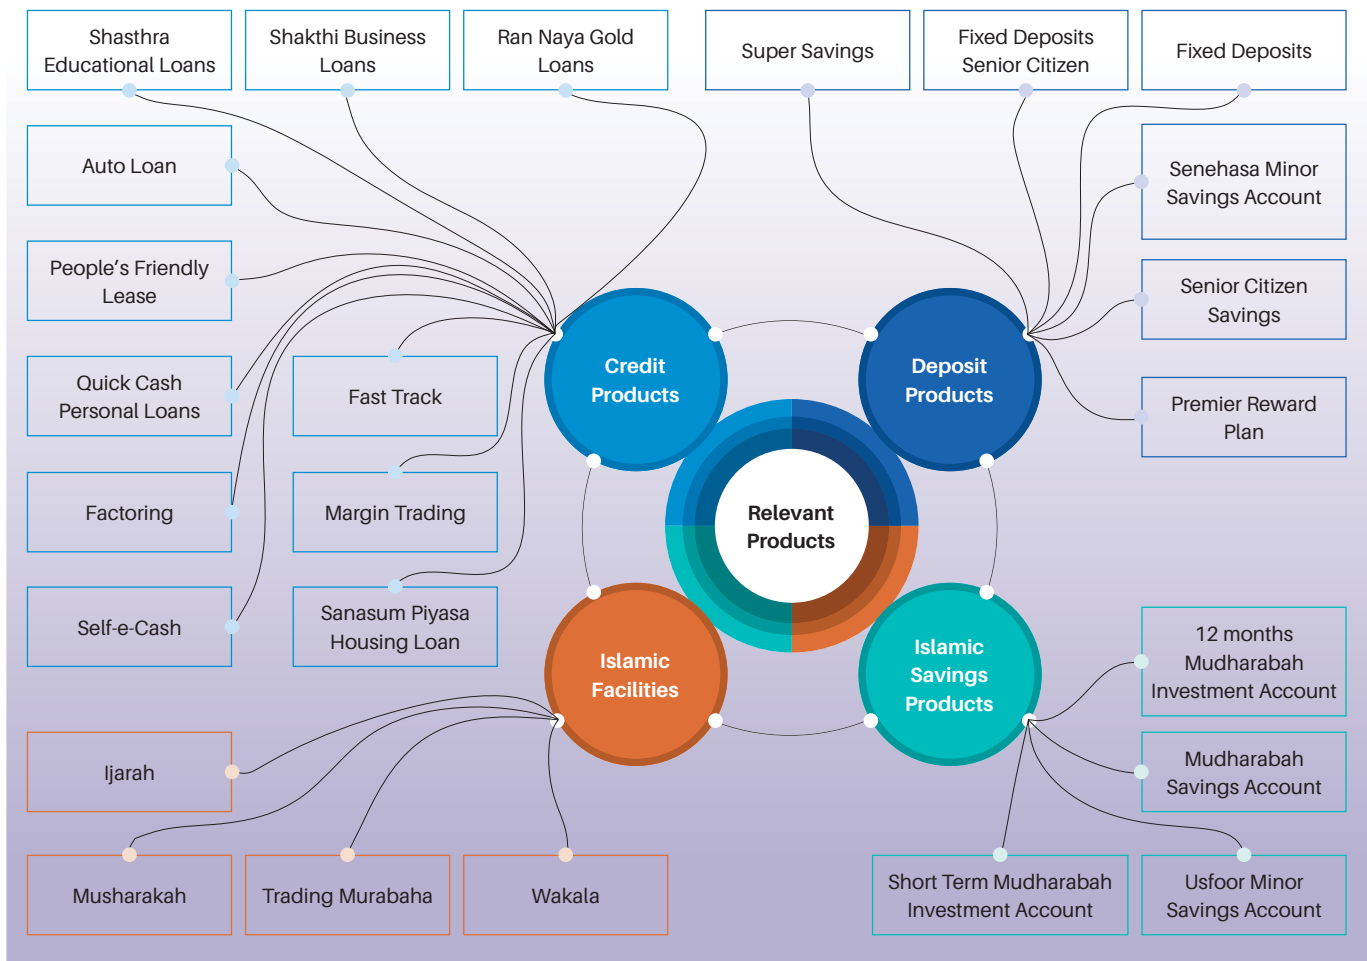 Shasthra
Educational Loans
Shakthi Business
Loans
Ran Naya Gold
Loans
Super Savings
Fixed Deposits
Senior Citizen
Fixed Deposits
Auto Loan
Senehasa Minor
Savings Account
People’s Friendly
Lease
Senior Citizen
Savings
Quick Cash
Personal Loans
Fast Track
Credit
Products
Deposit
Products
Premier Reward
Plan
Factoring
Margin Trading
Relevant
Products
Self-e-Cash
Sanasum Piyasa
Housing Loan
Islamic
Facilities
Islamic
Savings
Products
12 months
Mudharabah
Investment Account
Ijarah
Mudharabah
Savings Account
Musharakah
Trading Murabaha
Wakala
Short Term Mudharabah
Investment Account
Usfoor Minor
Savings Account